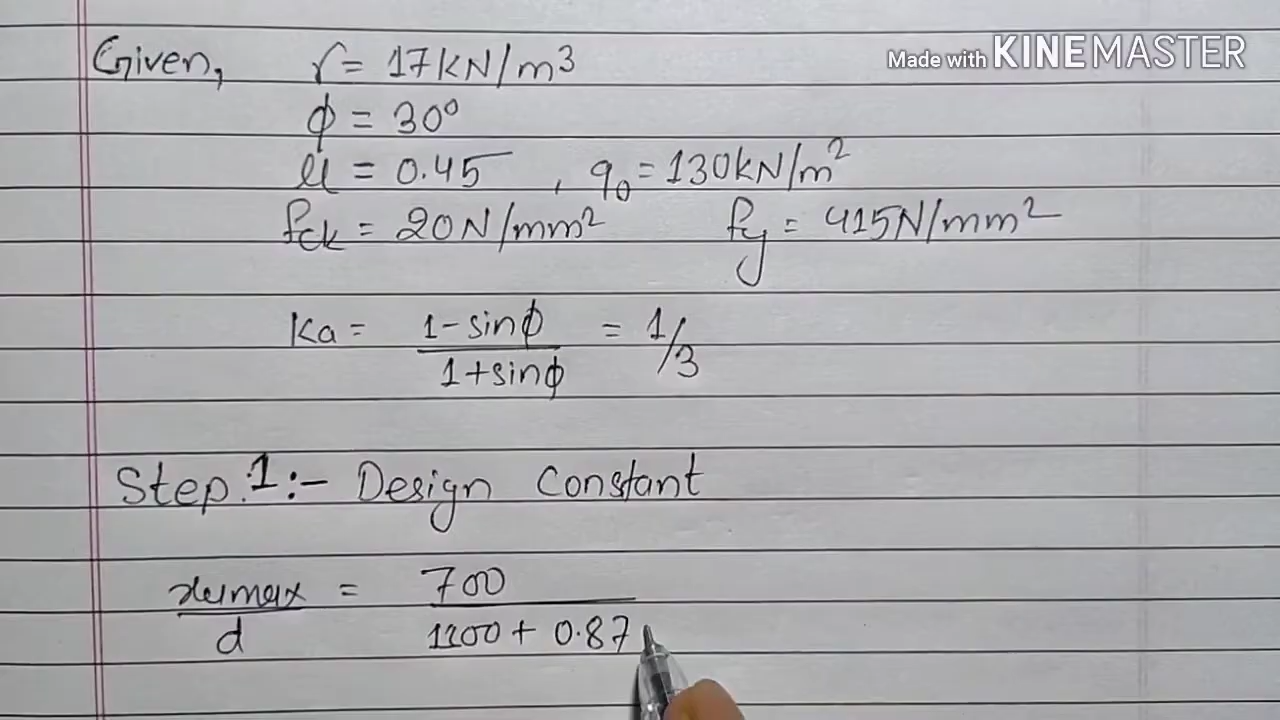 Given, γ = 17KN/m³
Made with KINEMASTER
ϕ = 30°
μ = 0.45 , q₀ = 130kN/m²
fck = 20N/mm² fy = 415N/mm²
Ka = 1-sinϕ / 1+sinϕ = 1/3
Step.1:- Design Constant
xumax / d = 700 / 1100 + 0.87